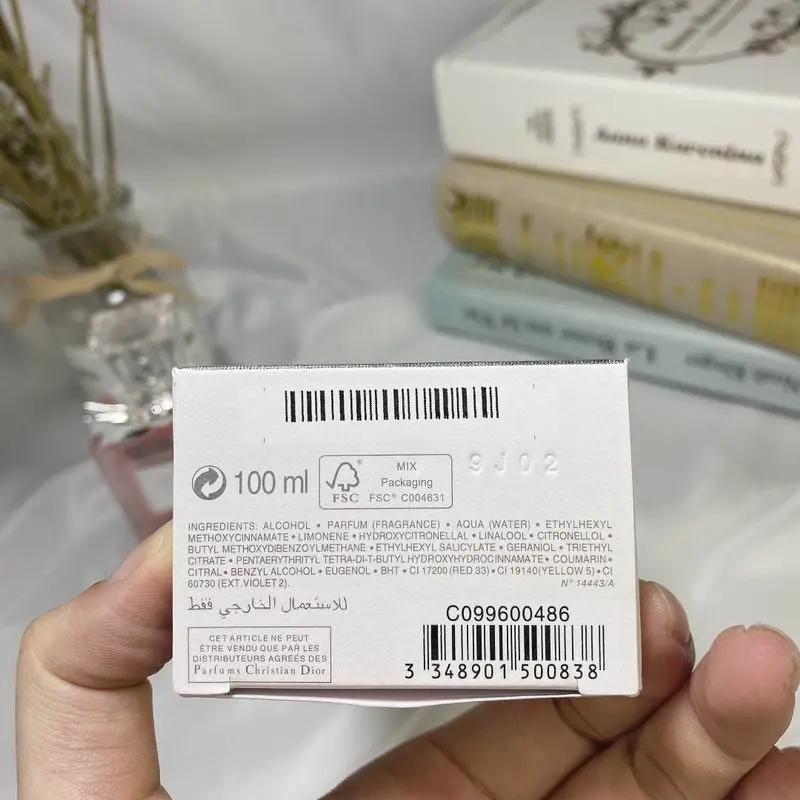 Anna Karenina
100 ml
FSC
MIX
Packaging
FSC® C004631
9J02
INGREDIENTS: ALCOHOL • PARFUM (FRAGRANCE) • AQUA (WATER) • ETHYLHEXYL
METHOXYCINNAMATE • LIMONENE • HYDROXYCITRONELLAL • LINALOOL • CITRONELLOL •
BUTYL METHOXYDIBENZOYLMETHANE • ETHYLHEXYL SALICYLATE • GERANIOL • TRIETHYL
CITRATE • PENTAERYTHRITYL TETRA-DI-T-BUTYL HYDROXYHYDROCINNAMATE • COUMARIN •
CITRAL • BENZYL ALCOHOL • EUGENOL • BHT • CI 17200 (RED 33) • CI 19140 (YELLOW 5) • CI
60730 (EXT. VIOLET 2).
N° 14443/A
للاستعمال الخارجي فقط
CET ARTICLE NE PEUT
ÊTRE VENDU QUE PAR LES
DISTRIBUTEURS AGRÉÉS DES
Parfums Christian Dior
C099600486
3 348901 500838